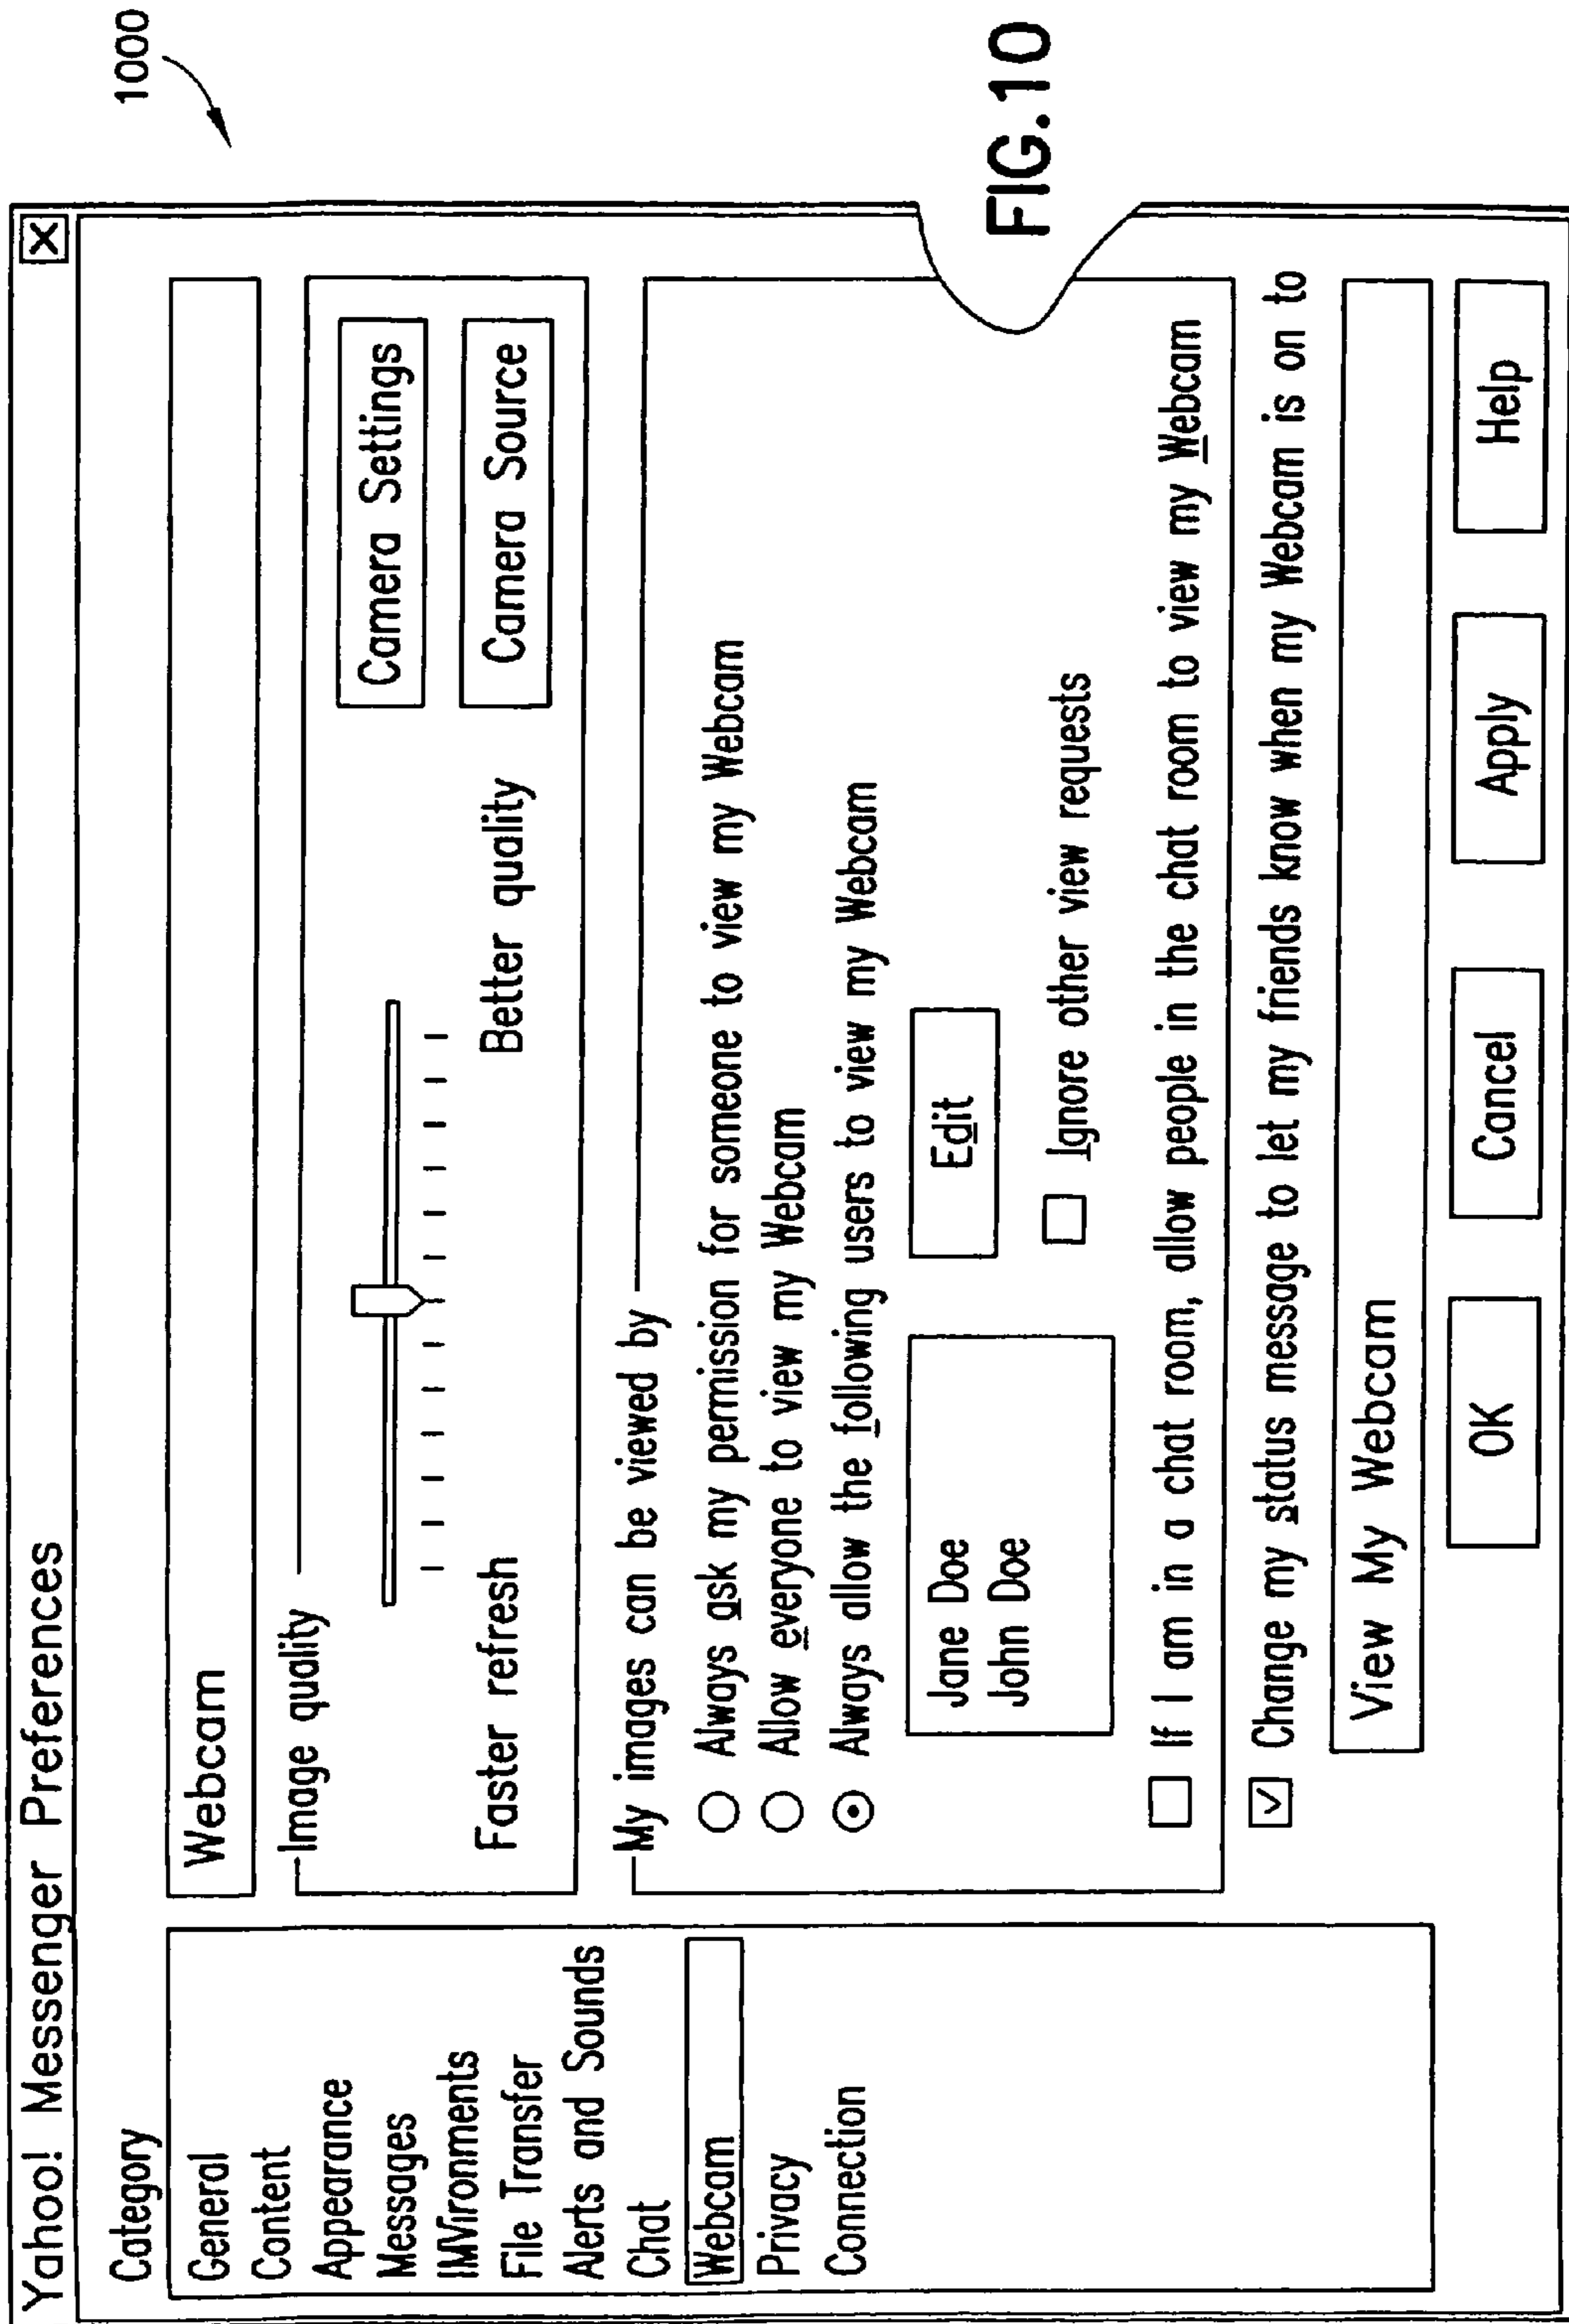 1000
Yahoo! Messenger Preferences
X
Category
General
Content
Appearance
Messages
IMVironments
File Transfer
Alerts and Sounds
Chat
Webcam
Privacy
Connection
Webcam
Image quality
Faster refresh
Better quality
Camera Settings
Camera Source
My images can be viewed by
Always ask my permission for someone to view my Webcam
Allow everyone to view my Webcam
Always allow the following users to view my Webcam
Jane Doe
John Doe
Edit
Ignore other view requests
If I am in a chat room, allow people in the chat room to view my Webcam
Change my status message to let my friends know when my Webcam is on to
View My Webcam
OK
Cancel
Apply
Help
FIG.10